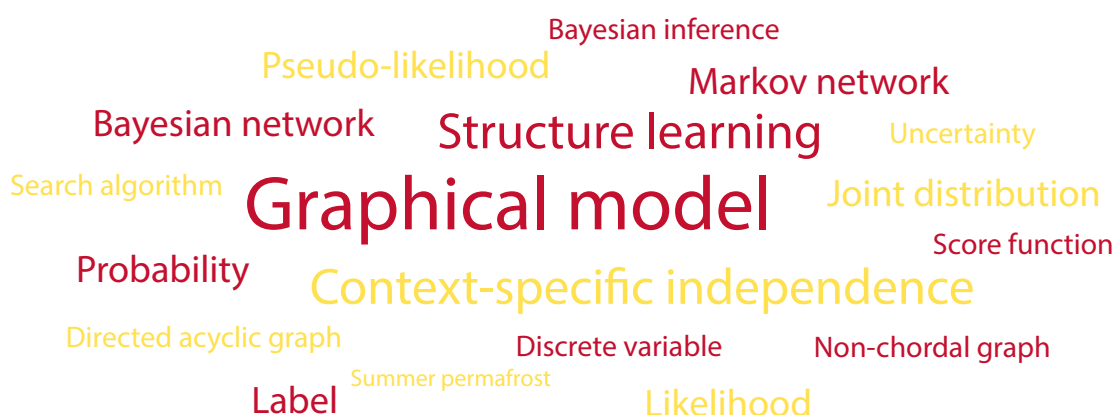 Bayesian inference
Pseudo-likelihood
Markov network
Bayesian network
Structure learning
Uncertainty
Search algorithm
Graphical model
Joint distribution
Score function
Probability
Context-specific independence
Directed acyclic graph
Discrete variable
Non-chordal graph
Summer permafrost
Label
Likelihood